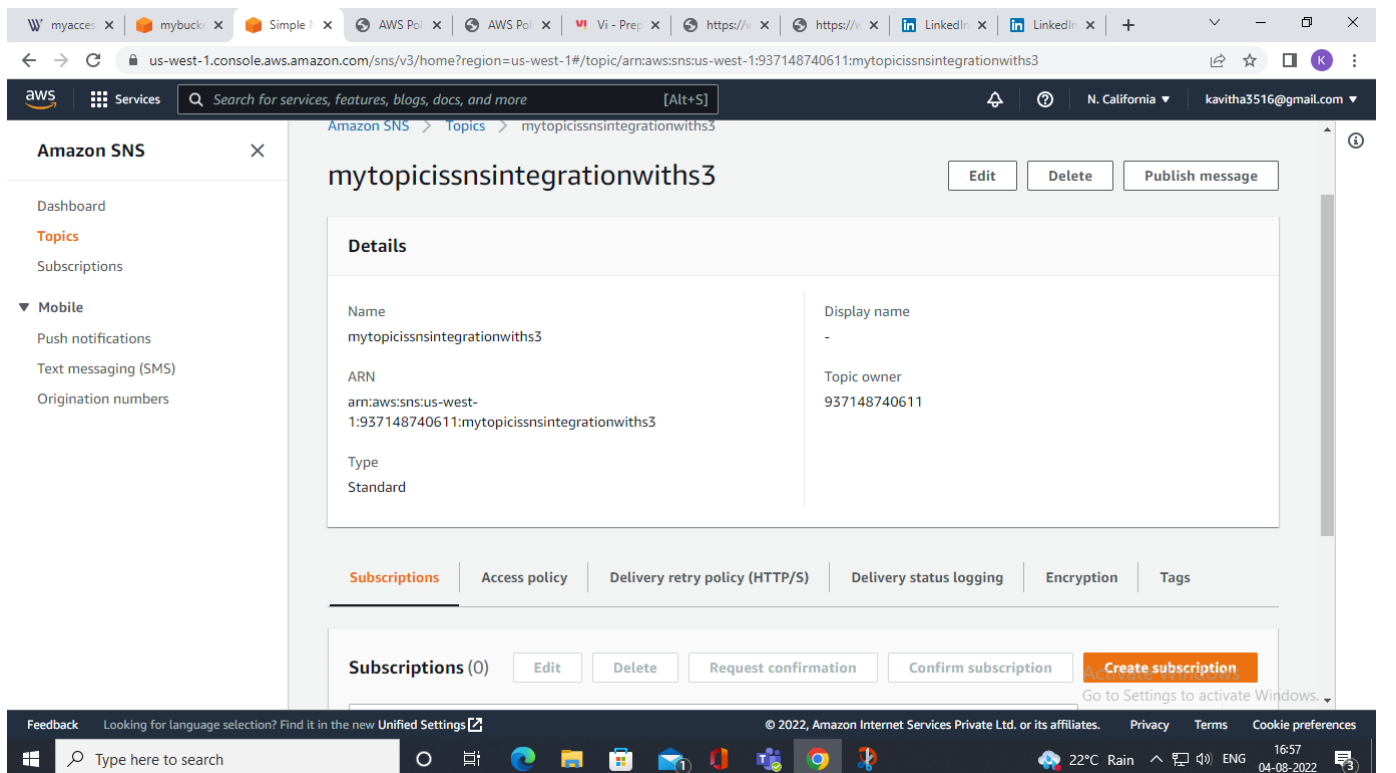 myacces
mybucke
Simple N
AWS Pol
AWS Pol
Vi - Prep
https://v
https://v
LinkedIn
LinkedIn
us-west-1.console.aws.amazon.com/sns/v3/home?region=us-west-1#/topic/arn:aws:sns:us-west-1:937148740611:mytopicissnsintegrationwiths3
K
aws
Services
Search for services, features, blogs, docs, and more
[Alt+S]
N. California ▼
kavitha3516@gmail.com ▼
Amazon SNS
Dashboard
Topics
Subscriptions
▼ Mobile
Push notifications
Text messaging (SMS)
Origination numbers
Amazon SNS > Topics > mytopicissnsintegrationwiths3
mytopicissnsintegrationwiths3
Edit
Delete
Publish message
Details
Name
mytopicissnsintegrationwiths3
ARN
arn:aws:sns:us-west-
1:937148740611:mytopicissnsintegrationwiths3
Type
Standard
Display name
-
Topic owner
937148740611
Subscriptions
Access policy
Delivery retry policy (HTTP/S)
Delivery status logging
Encryption
Tags
Subscriptions (0)
Edit
Delete
Request confirmation
Confirm subscription
Create subscription
Activate Windows
Go to Settings to activate Windows.
Feedback
Looking for language selection? Find it in the new Unified Settings
© 2022, Amazon Internet Services Private Ltd. or its affiliates.
Privacy
Terms
Cookie preferences
Type here to search
1
22°C Rain
ENG
16:57
04-08-2022
3